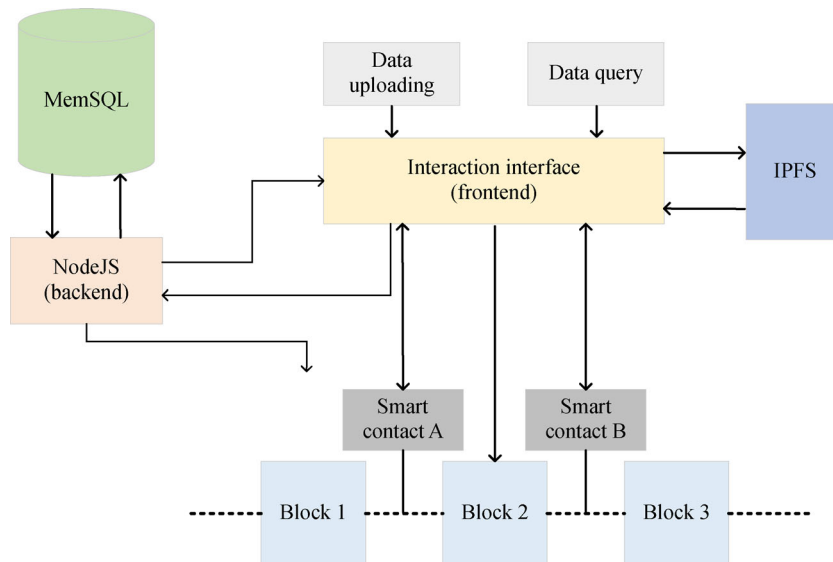 MemSQL
Data
uploading
Data query
Interaction interface
(frontend)
IPFS
NodeJS
(backend)
Smart
contact A
Smart
contact B
Block 1
Block 2
Block 3